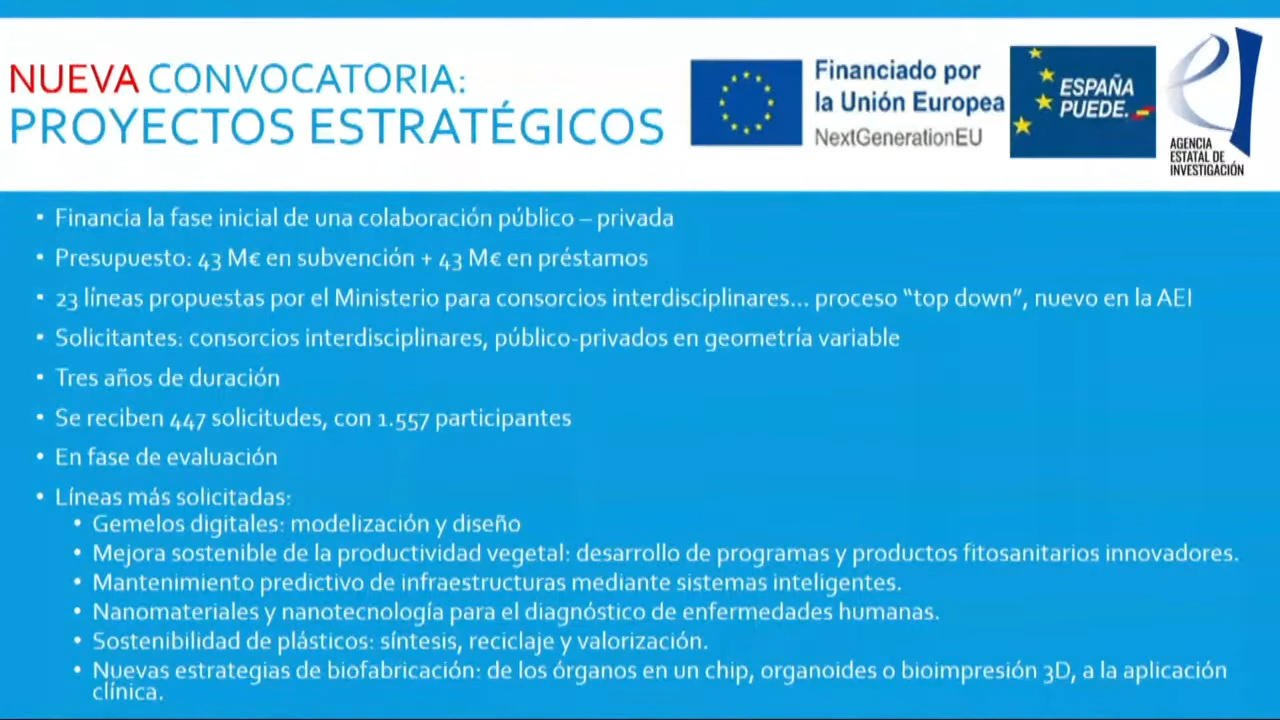 NUEVA CONVOCATORIA:
PROYECTOS ESTRATÉGICOS
Financiado por
la Unión Europea
NextGenerationEU
ESPAÑA
PUEDE.
AGENCIA
ESTATAL DE
INVESTIGACIÓN
• Financia la fase inicial de una colaboración público – privada
• Presupuesto: 43 M€ en subvención + 43 M€ en préstamos
• 23 líneas propuestas por el Ministerio para consorcios interdisciplinares... proceso “top down”, nuevo en la AEI
• Solicitantes: consorcios interdisciplinares, público-privados en geometría variable
• Tres años de duración
• Se reciben 447 solicitudes, con 1.557 participantes
• En fase de evaluación
• Líneas más solicitadas:
• Gemelos digitales: modelización y diseño
• Mejora sostenible de la productividad vegetal: desarrollo de programas y productos fitosanitarios innovadores.
• Mantenimiento predictivo de infraestructuras mediante sistemas inteligentes.
• Nanomateriales y nanotecnología para el diagnóstico de enfermedades humanas.
• Sostenibilidad de plásticos: síntesis, reciclaje y valorización.
• Nuevas estrategias de biofabricación: de los órganos en un chip, organoides o bioimpresión 3D, a la aplicación
clínica.